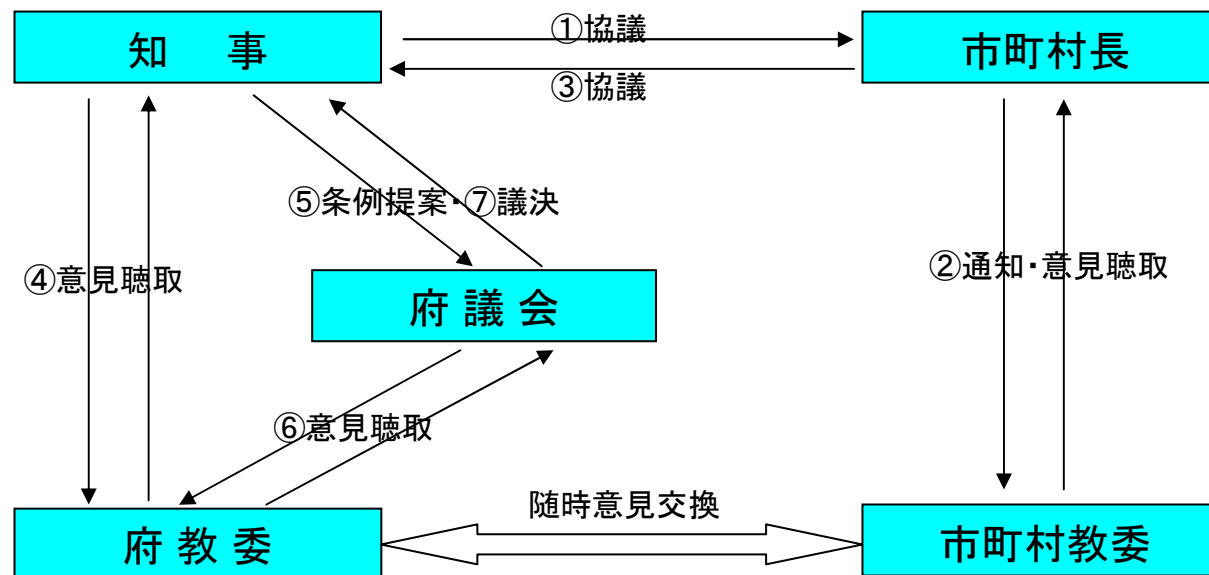 知　事
①協議
市町村長
③協議
⑤条例提案・⑦議決
④意見聴取
②通知・意見聴取
府議会
⑥意見聴取
随時意見交換
府教委
市町村教委